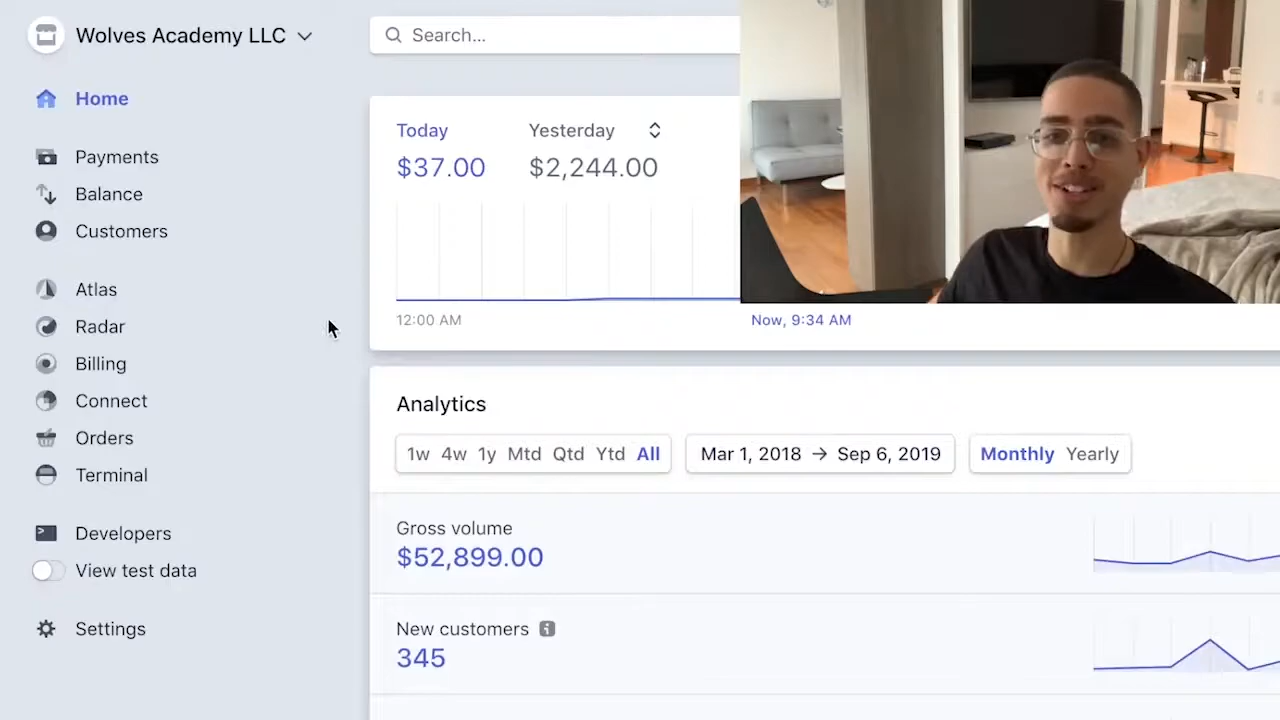 Wolves Academy LLC
Search...
Home
Payments
Balance
Customers
Atlas
Radar
Billing
Connect
Orders
Terminal
Developers
View test data
Settings
Today Yesterday
$37.00 $2,244.00
12:00 AM Now, 9:34 AM
Analytics
1w 4w 1y Mtd Qtd Ytd All Mar 1, 2018 → Sep 6, 2019 Monthly Yearly
Gross volume
$52,899.00
New customers
345